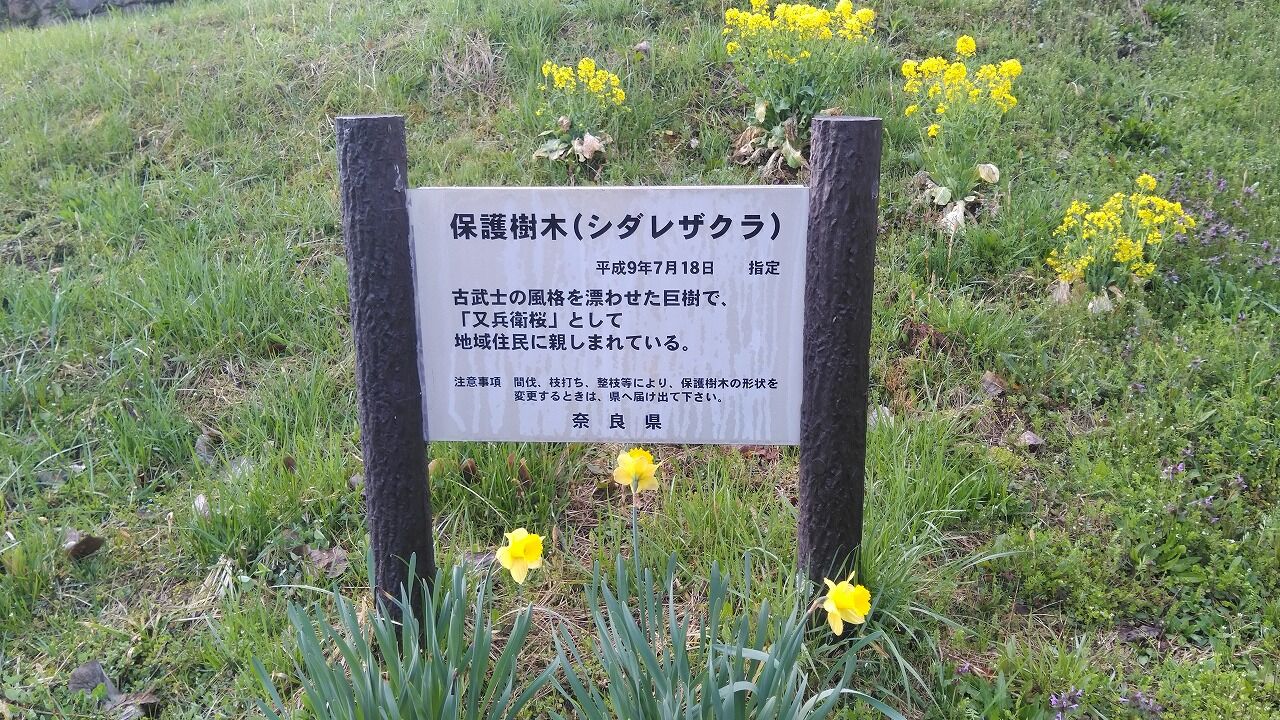 保護樹木(シダレザクラ)
平成9年7月18日　指定
古武士の風格を漂わせた巨樹で、
「又兵衛桜」として
地域住民に親しまれている。
注意事項　間伐、枝打ち、整枝等により、保護樹木の形状を
変更するときは、県へ届け出て下さい。
奈良県